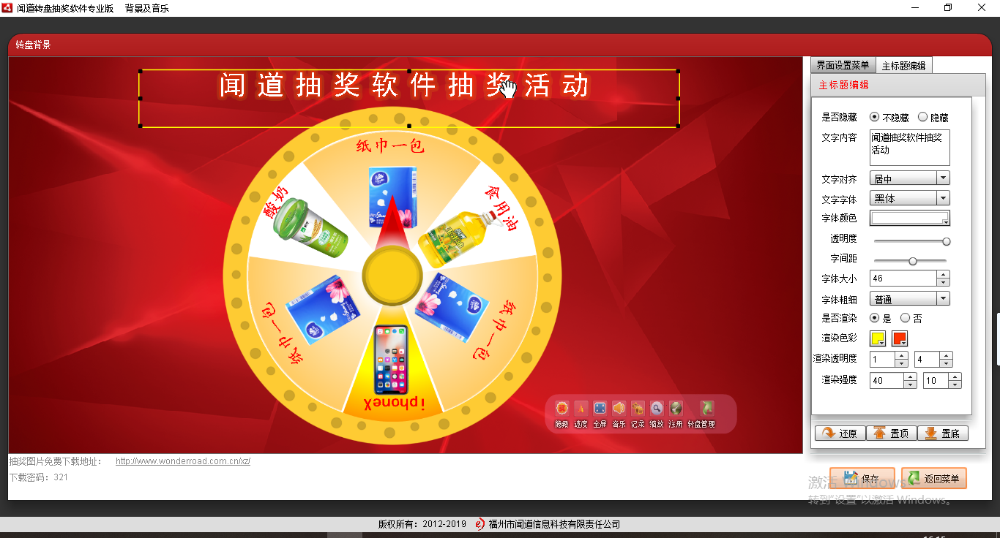 闻道转盘抽奖软件专业版 背景及音乐
转盘背景
闻道抽奖软件抽奖活动
纸巾一包
食用油
纸巾一包
iphoneX
纸巾一包
酸奶
隐藏 速度 全屏 音乐 记录 缩放 注册 转盘管理
抽奖图片免费下载地址: http://www.wonderroad.com.cn/xz/
下载密码:321
界面设置菜单 主标题编辑
主标题编辑
是否隐藏 不隐藏 隐藏
文字内容 闻道抽奖软件抽奖
活动
文字对齐 居中
文字字体 黑体
字体颜色
透明度
字间距
字体大小 46
字体粗细 普通
是否渲染 是 否
渲染色彩
渲染透明度 1 4
渲染强度 40 10
还原 置顶 置底
保存 返回菜单
激活 Windows
转到"设置"以激活 Windows。
版权所有:2012-2019 福州市闻道信息科技有限责任公司